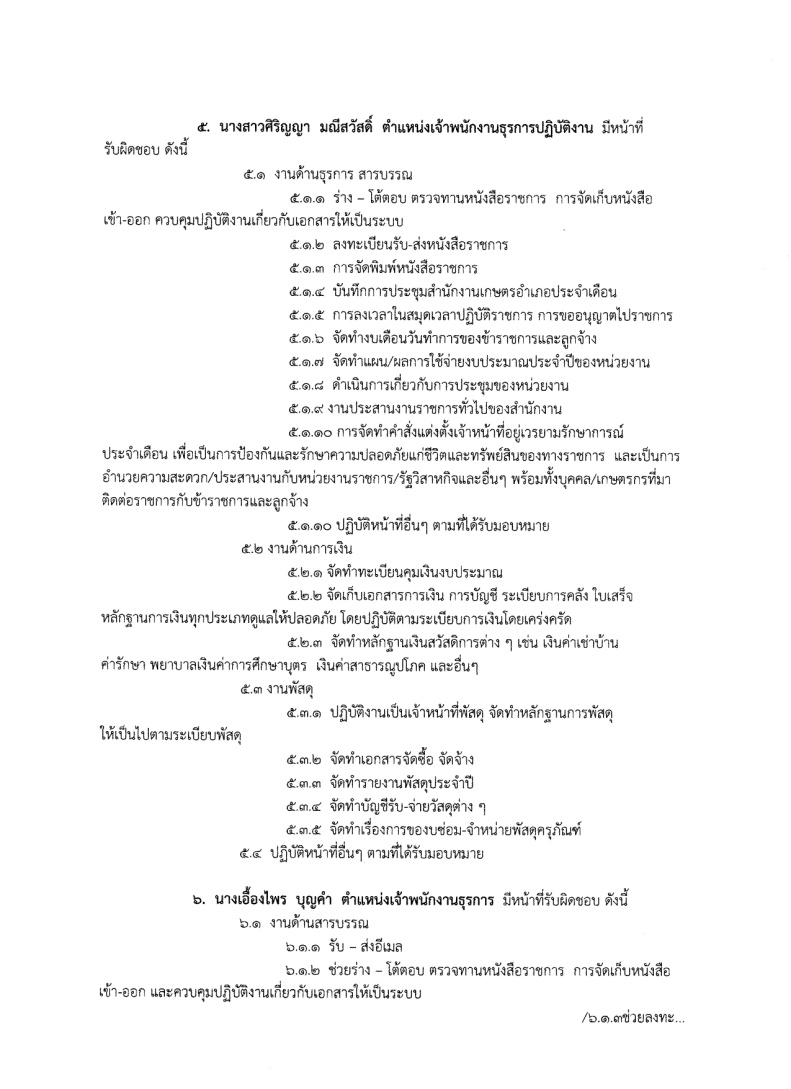 ๕. นางสาวศิริญญา มณีสวัสดิ์ ตำแหน่งเจ้าพนักงานธุรการปฏิบัติงาน มีหน้าที่
รับผิดชอบ ดังนี้
๕.๑ งานด้านธุรการ สารบรรณ
๕.๑.๑ ร่าง – โต้ตอบ ตรวจทานหนังสือราชการ การจัดเก็บหนังสือ
เข้า-ออก ควบคุมปฏิบัติงานเกี่ยวกับเอกสารให้เป็นระบบ
๕.๑.๒ ลงทะเบียนรับ-ส่งหนังสือราชการ
๕.๑.๓ การจัดพิมพ์หนังสือราชการ
๕.๑.๔ บันทึกการประชุมสำนักงานเกษตรอำเภอประจำเดือน
๕.๑.๕ การลงเวลาในสมุดเวลาปฏิบัติราชการ การขออนุญาตไปราชการ
๕.๑.๖ จัดทำงบเดือนวันทำการของข้าราชการและลูกจ้าง
๕.๑.๗ จัดทำแผน/ผลการใช้จ่ายงบประมาณประจำปีของหน่วยงาน
๕.๑.๘ ดำเนินการเกี่ยวกับการประชุมของหน่วยงาน
๕.๑.๙ งานประสานงานราชการทั่วไปของสำนักงาน
๕.๑.๑๐ การจัดทำคำสั่งแต่งตั้งเจ้าหน้าที่อยู่เวรยามรักษาการณ์
ประจำเดือน เพื่อเป็นการป้องกันและรักษาความปลอดภัยแก่ชีวิตและทรัพย์สินของทางราชการ และเป็นการ
อำนวยความสะดวก/ประสานงานกับหน่วยงานราชการ/รัฐวิสาหกิจและอื่นๆ พร้อมทั้งบุคคล/เกษตรกรที่มา
ติดต่อราชการกับข้าราชการและลูกจ้าง
๕.๑.๑๐ ปฏิบัติหน้าที่อื่นๆ ตามที่ได้รับมอบหมาย
๕.๒ งานด้านการเงิน
๕.๒.๑ จัดทำทะเบียนคุมเงินงบประมาณ
๕.๒.๒ จัดเก็บเอกสารการเงิน การบัญชี ระเบียบการคลัง ใบเสร็จ
หลักฐานการเงินทุกประเภทดูแลให้ปลอดภัย โดยปฏิบัติตามระเบียบการเงินโดยเคร่งครัด
๕.๒.๓ จัดทำหลักฐานเงินสวัสดิการต่าง ๆ เช่น เงินค่าเช่าบ้าน
ค่ารักษา พยาบาลเงินค่าการศึกษาบุตร เงินค่าสาธารณูปโภค และอื่นๆ
๕.๓ งานพัสดุ
๕.๓.๑ ปฏิบัติงานเป็นเจ้าหน้าที่พัสดุ จัดทำหลักฐานการพัสดุ
ให้เป็นไปตามระเบียบพัสดุ
๕.๓.๒ จัดทำเอกสารจัดซื้อ จัดจ้าง
๕.๓.๓ จัดทำรายงานพัสดุประจำปี
๕.๓.๔ จัดทำบัญชีรับ-จ่ายวัสดุต่าง ๆ
๕.๓.๕ จัดทำเรื่องการของบซ่อม-จำหน่ายพัสดุครุภัณฑ์
๕.๔ ปฏิบัติหน้าที่อื่นๆ ตามที่ได้รับมอบหมาย
๖. นางเอื้องไพร บุญคำ ตำแหน่งเจ้าพนักงานธุรการ มีหน้าที่รับผิดชอบ ดังนี้
๖.๑ งานด้านสารบรรณ
๖.๑.๑ รับ – ส่งอีเมล
๖.๑.๒ ช่วยร่าง – โต้ตอบ ตรวจทานหนังสือราชการ การจัดเก็บหนังสือ
เข้า-ออก และควบคุมปฏิบัติงานเกี่ยวกับเอกสารให้เป็นระบบ
/๖.๑.๓ช่วยลงทะ...